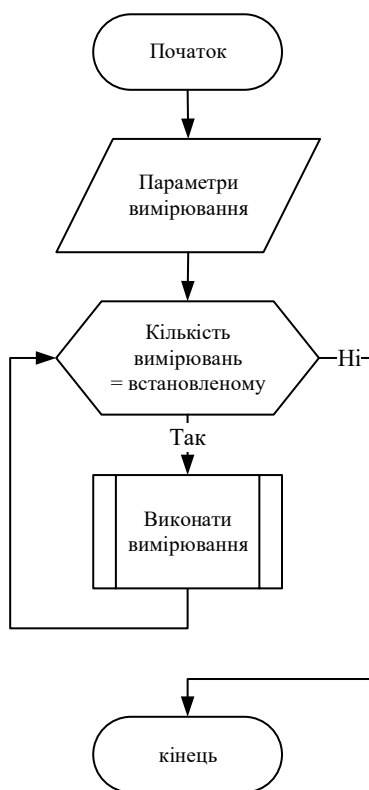 Початок
Параметри
вимірювання
Кількість
вимірювань
= встановленому
Ні
Так
Виконати
вимірювання
кінець